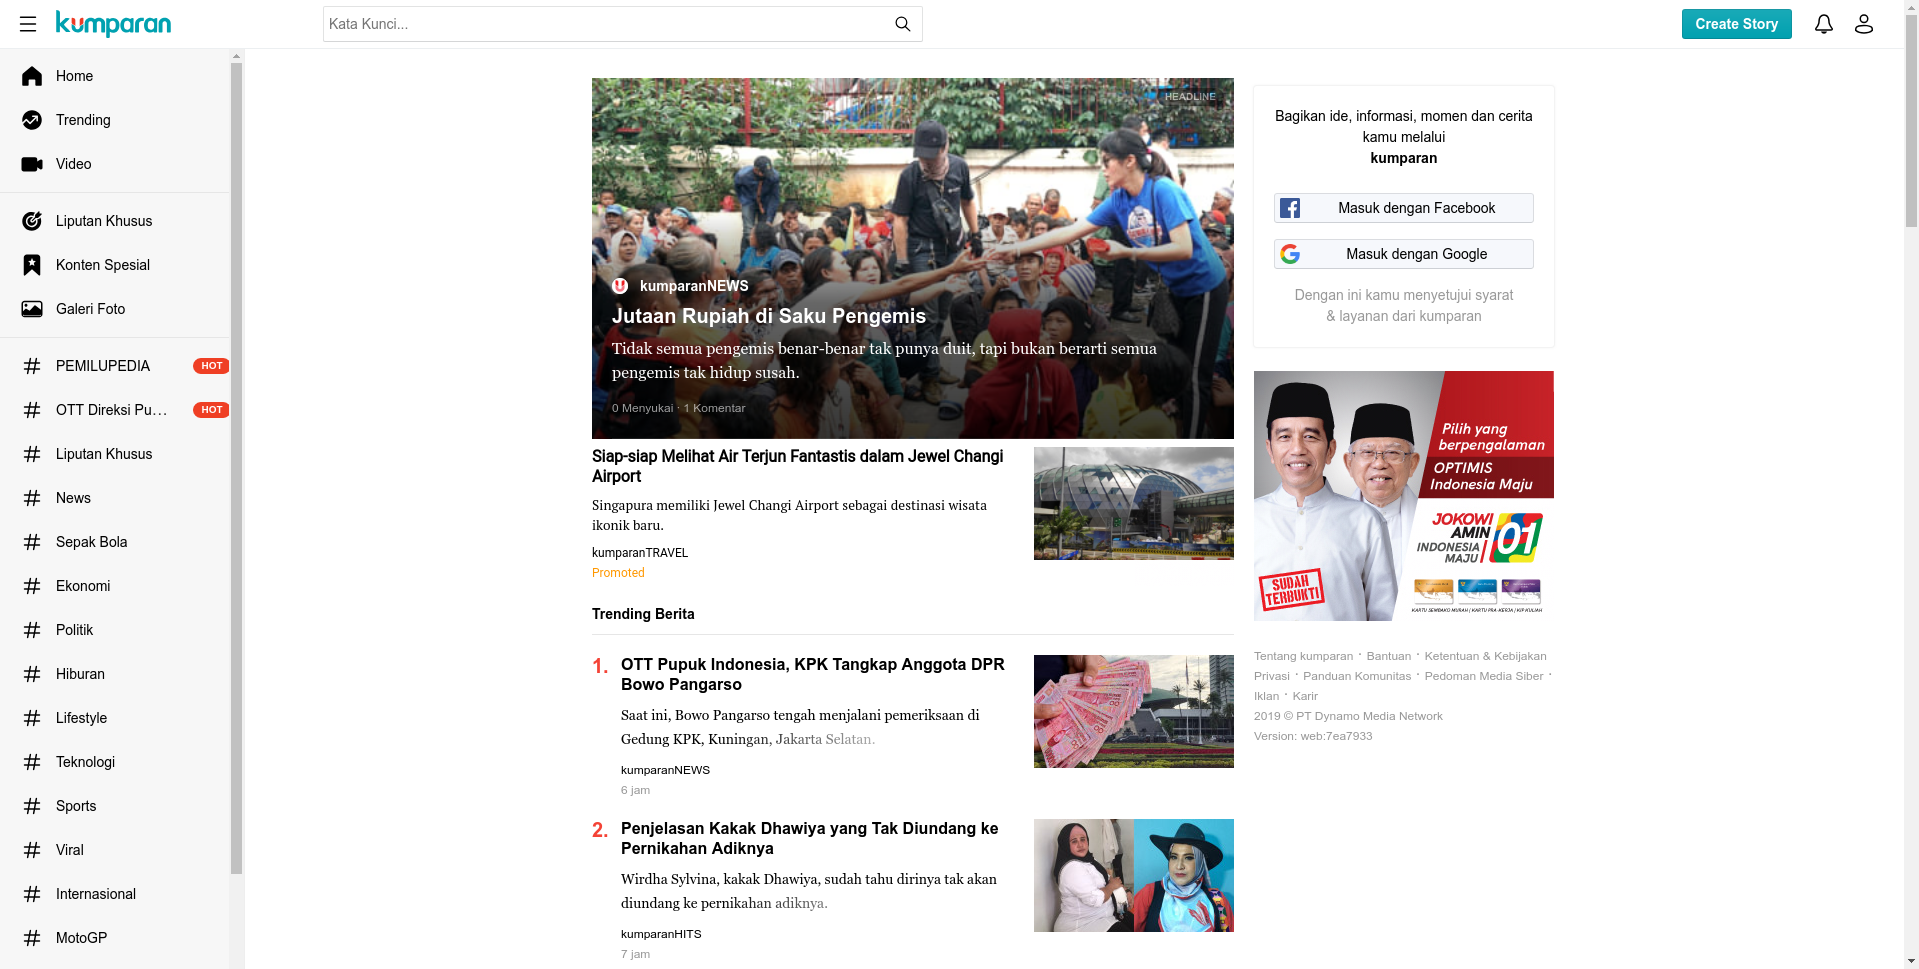 kumparan
Kata Kunci...
Create Story
Home
Trending
Video
Liputan Khusus
Konten Spesial
Galeri Foto
PEMILUPEDIA HOT
OTT Direksi Pu... HOT
Liputan Khusus
News
Sepak Bola
Ekonomi
Politik
Hiburan
Lifestyle
Teknologi
Sports
Viral
Internasional
MotoGP
HEADLINE
kumparanNEWS
Jutaan Rupiah di Saku Pengemis
Tidak semua pengemis benar-benar tak punya duit, tapi bukan berarti semua
pengemis tak hidup susah.
0 Menyukai · 1 Komentar
Siap-siap Melihat Air Terjun Fantastis dalam Jewel Changi
Airport
Singapura memiliki Jewel Changi Airport sebagai destinasi wisata
ikonik baru.
kumparanTRAVEL
Promoted
Trending Berita
1. OTT Pupuk Indonesia, KPK Tangkap Anggota DPR
Bowo Pangarso
Saat ini, Bowo Pangarso tengah menjalani pemeriksaan di
Gedung KPK, Kuningan, Jakarta Selatan.
kumparanNEWS
6 jam
2. Penjelasan Kakak Dhawiya yang Tak Diundang ke
Pernikahan Adiknya
Wirdha Sylvina, kakak Dhawiya, sudah tahu dirinya tak akan
diundang ke pernikahan adiknya.
kumparanHITS
7 jam
Bagikan ide, informasi, momen dan cerita
kamu melalui
kumparan
Masuk dengan Facebook
Masuk dengan Google
Dengan ini kamu menyetujui syarat
& layanan dari kumparan
Pilih yang
berpengalaman
OPTIMIS
Indonesia Maju
JOKOWI
AMIN
INDONESIA
MAJU
01
SUDAH
TERBUKTI
KARTU SEMBAKO MURAH | KARTU PRA-KERJA | KIP KULIAH
Tentang kumparan · Bantuan · Ketentuan & Kebijakan
Privasi · Panduan Komunitas · Pedoman Media Siber ·
Iklan · Karir
2019 © PT Dynamo Media Network
Version: web:7ea7933